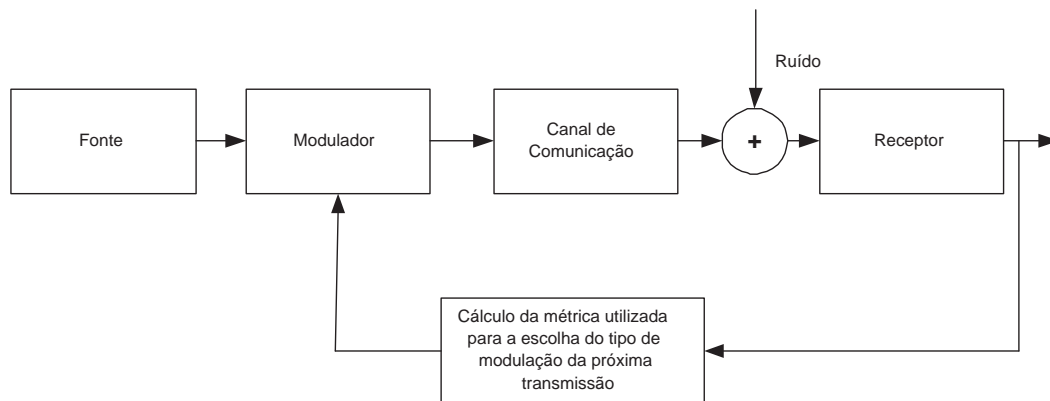 Ruído
Fonte
Modulador
Canal de
Comunicação
+
Receptor
Cálculo da métrica utilizada
para a escolha do tipo de
modulação da próxima
transmissão